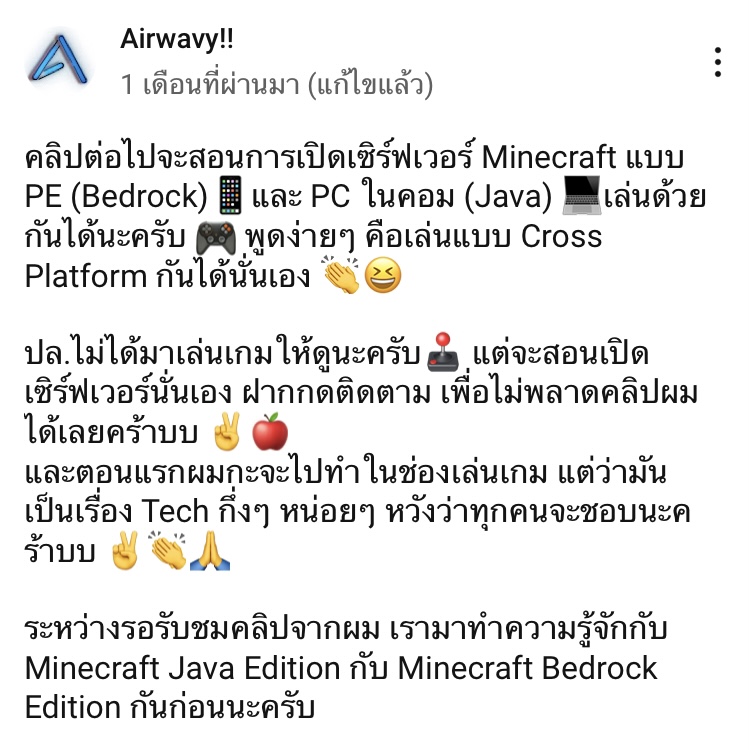 Airwavy!!
1 เดือนที่ผ่านมา (แก้ไขแล้ว)
คลิปต่อไปจะสอนการเปิดเซิร์ฟเวอร์ Minecraft แบบ
PE (Bedrock) 📱และ PC ในคอม (Java) 💻เล่นด้วย
กันได้นะครับ 🎮 พูดง่ายๆ คือเล่นแบบ Cross
Platform กันได้นั่นเอง 👏😆
ปล.ไม่ได้มาเล่นเกมให้ดูนะครับ🕹️ แต่จะสอนเปิด
เซิร์ฟเวอร์นั่นเอง ฝากกดติดตาม เพื่อไม่พลาดคลิปผม
ได้เลยคร้าบบ ✌️ 🍎
และตอนแรกผมกะจะไปทำในช่องเล่นเกม แต่ว่ามัน
เป็นเรื่อง Tech กึ่งๆ หน่อยๆ หวังว่าทุกคนจะชอบนะค
ร้าบบ ✌️👏🙏
ระหว่างรอรับชมคลิปจากผม เรามาทำความรู้จักกับ
Minecraft Java Edition กับ Minecraft Bedrock
Edition กันก่อนนะครับ